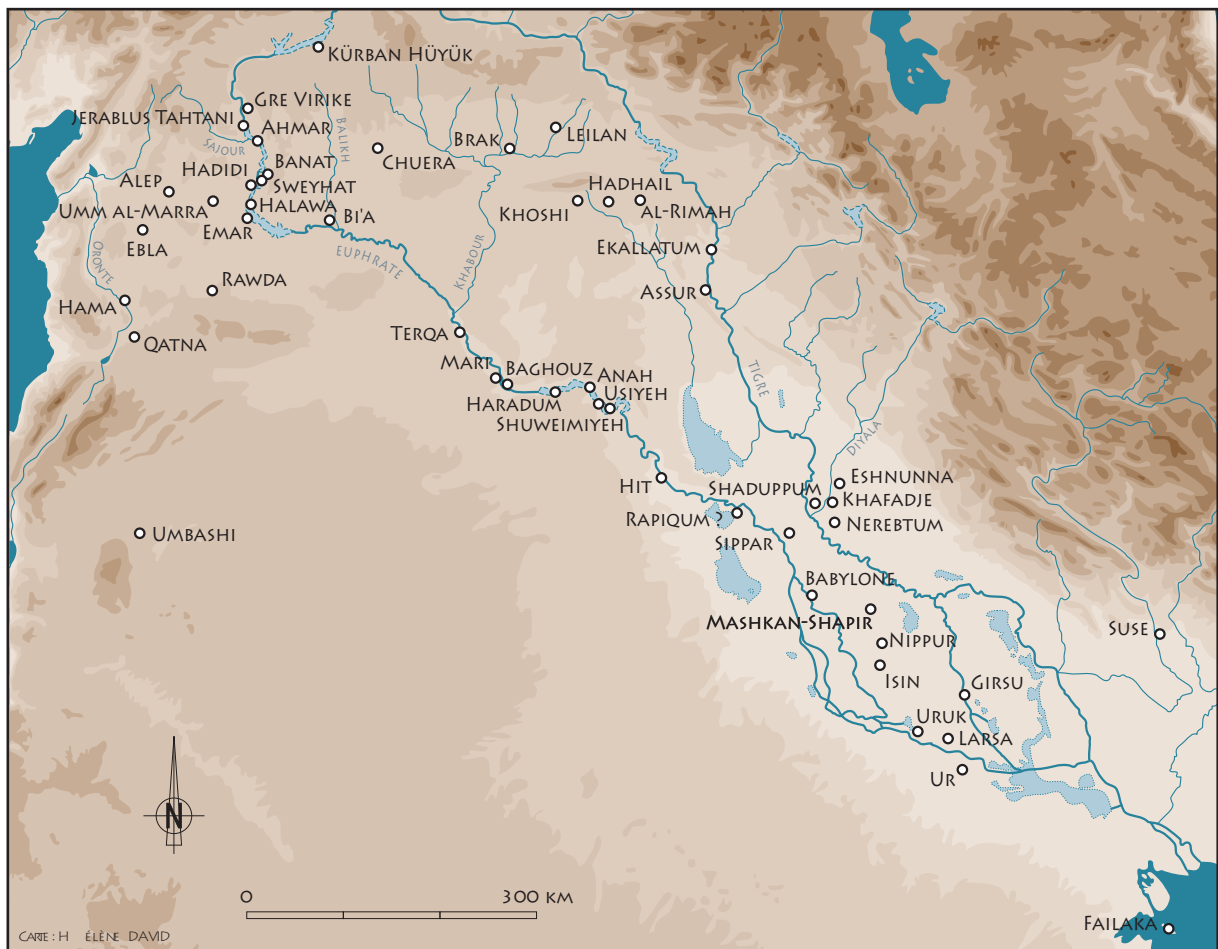 KÜRBAN HÜYÜK
GRE VIRIKE
JERABLUS TAHTANI
AHMAR
SAJOUR
BALIKH
BRAK
LEILAN
CHUERA
BANAT
HADIDI
ALEP
SWEYHAT
HADHAIL
UMM AL-MARRA
HALAWA
KHOSHI
AL-RIMAH
EMAR
BI'A
EBLA
EKALLATUM
EUPHRATE
KHABOUR
ORONTE
RAWDA
ASSUR
HAMA
TERQA
QATNA
MARI
BAGHOUZ
ANAH
TIGRE
HARADUM
USIYEH
SHUWEIMIYEH
DIYALA
HIT
ESHNUNNA
SHADUPPUM
KHAFADJE
RAPIQUM ?
NEREBTUM
UMBASHI
SIPPAR
BABYLONE
MASHKAN-SHAPIR
SUSE
NIPPUR
ISIN
GIRSU
URUK
LARSA
UR
N
0
300 KM
FAILAKA
CARTE : H ÉLÈNE DAVID